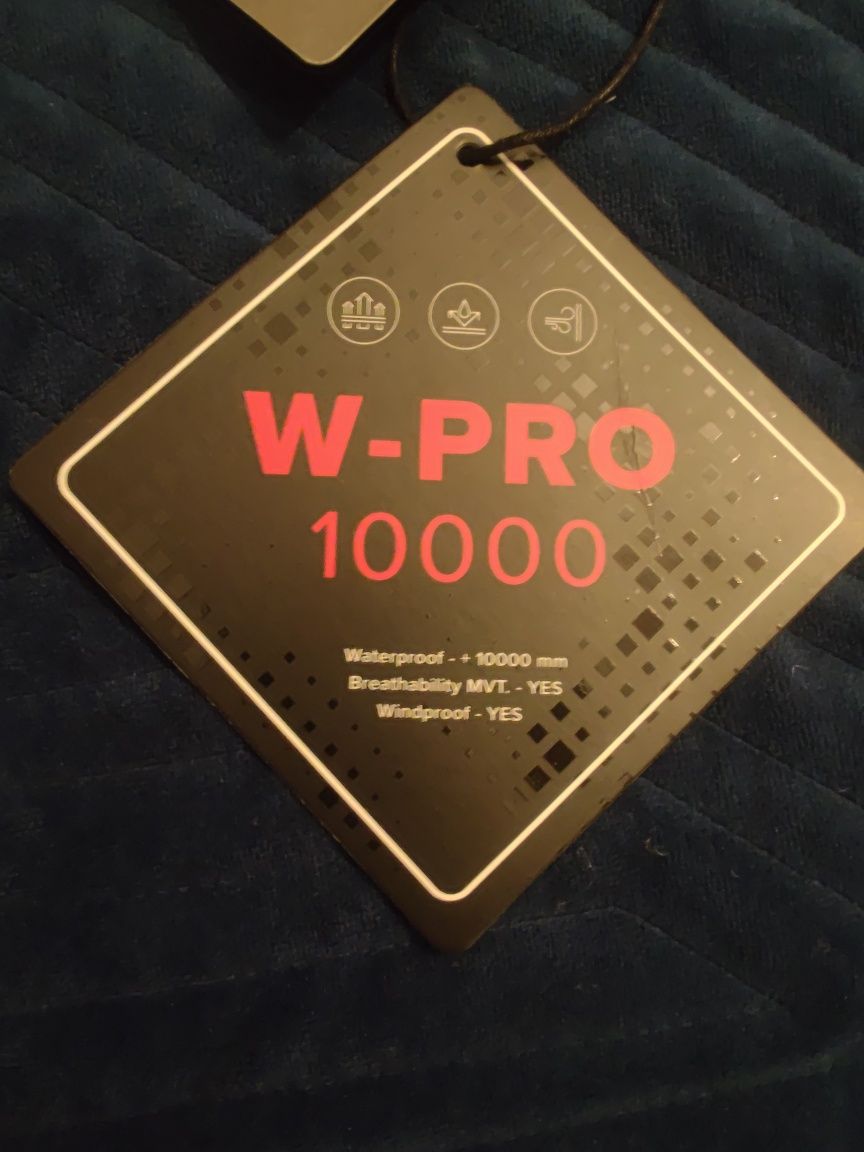 W-PRO
10000
Waterproof - + 10000 mm
Breathability MVT. - YES
Windproof - YES